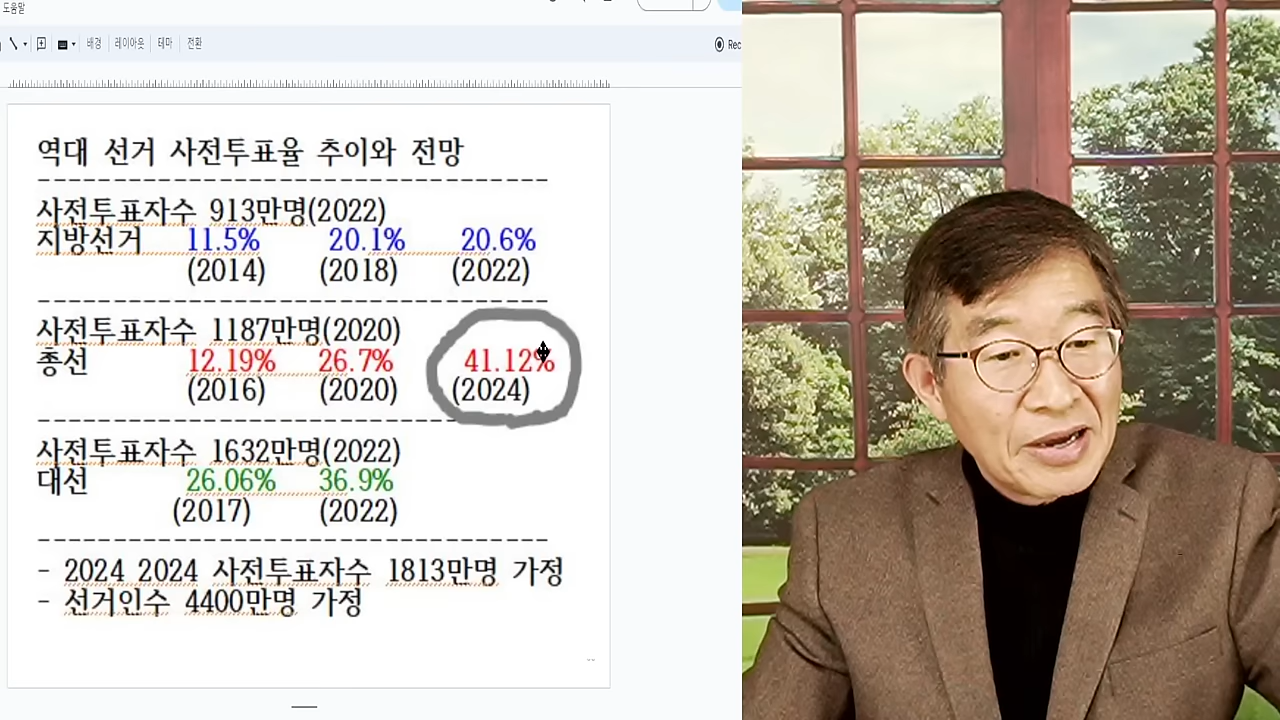 도움말
배경 레이아웃 테마 전환
Rec
역대 선거 사전투표율 추이와 전망
사전투표자수 913만명(2022)
지방선거 11.5% 20.1% 20.6%
(2014) (2018) (2022)
사전투표자수 1187만명(2020)
총선 12.19% 26.7% 41.12%
(2016) (2020) (2024)
사전투표자수 1632만명(2022)
대선 26.06% 36.9%
(2017) (2022)
- 2024 2024 사전투표자수 1813만명 가정
- 선거인수 4400만명 가정